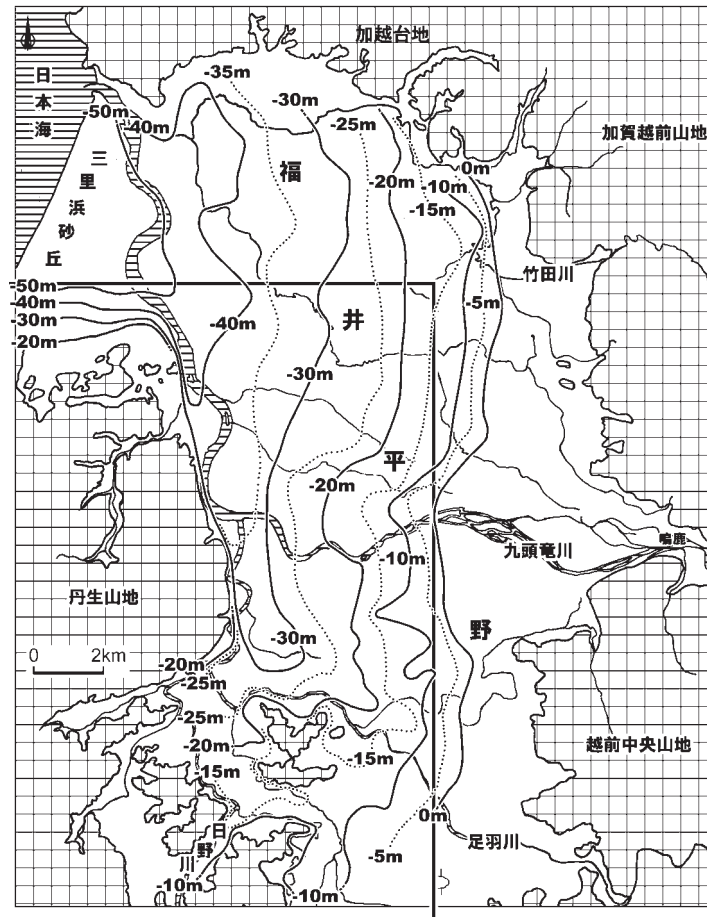 加越台地
日本海
-35m
-30m
-50m
-40m
-25m
加賀越前山地
三里浜砂丘
福
0m
-20m
-10m
-15m
竹田川
-50m
-40m
-30m
-20m
-5m
-40m
井
-30m
平
-20m
九頭竜川
鳴鹿
-10m
丹生山地
野
-30m
0 2km
-20m
-25m
-25m
-20m
-15m
-15m
越前中央山地
0m
日野川
足羽川
-5m
-10m
-10m